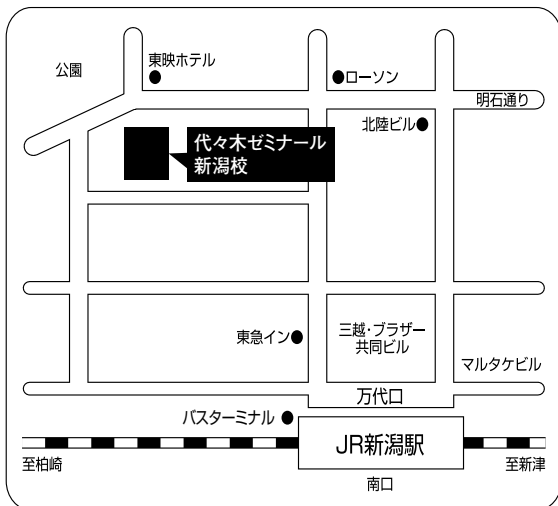 公園
東映ホテル
ローソン
明石通り
北陸ビル
代々木ゼミナール
新潟校
東急イン
三越・ブラザー
共同ビル
マルタケビル
万代口
バスターミナル
JR新潟駅
至柏崎
至新津
南口